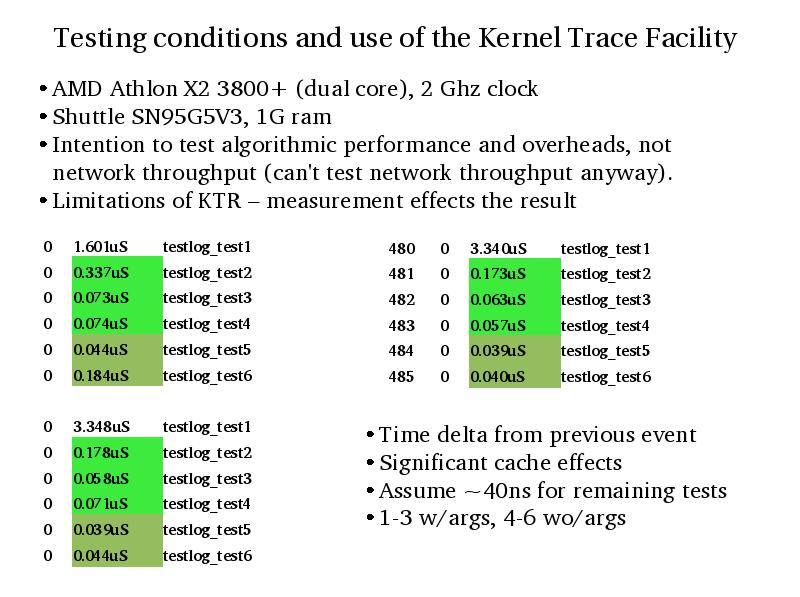 Testing conditions and use of the Kernel Trace Facility
• AMD Athlon X2 3800+ (dual core), 2 Ghz clock
• Shuttle SN95G5V3, 1G ram
• Intention to test algorithmic performance and overheads, not
network throughput (can't test network throughput anyway).
• Limitations of KTR – measurement effects the result
0 1.601uS testlog_test1
0 0.337uS testlog_test2
0 0.073uS testlog_test3
0 0.074uS testlog_test4
0 0.044uS testlog_test5
0 0.184uS testlog_test6
480 0 3.340uS testlog_test1
481 0 0.173uS testlog_test2
482 0 0.063uS testlog_test3
483 0 0.057uS testlog_test4
484 0 0.039uS testlog_test5
485 0 0.040uS testlog_test6
0 3.348uS testlog_test1
0 0.178uS testlog_test2
0 0.058uS testlog_test3
0 0.071uS testlog_test4
0 0.039uS testlog_test5
0 0.044uS testlog_test6
• Time delta from previous event
• Significant cache effects
• Assume ~40ns for remaining tests
• 1-3 w/args, 4-6 wo/args